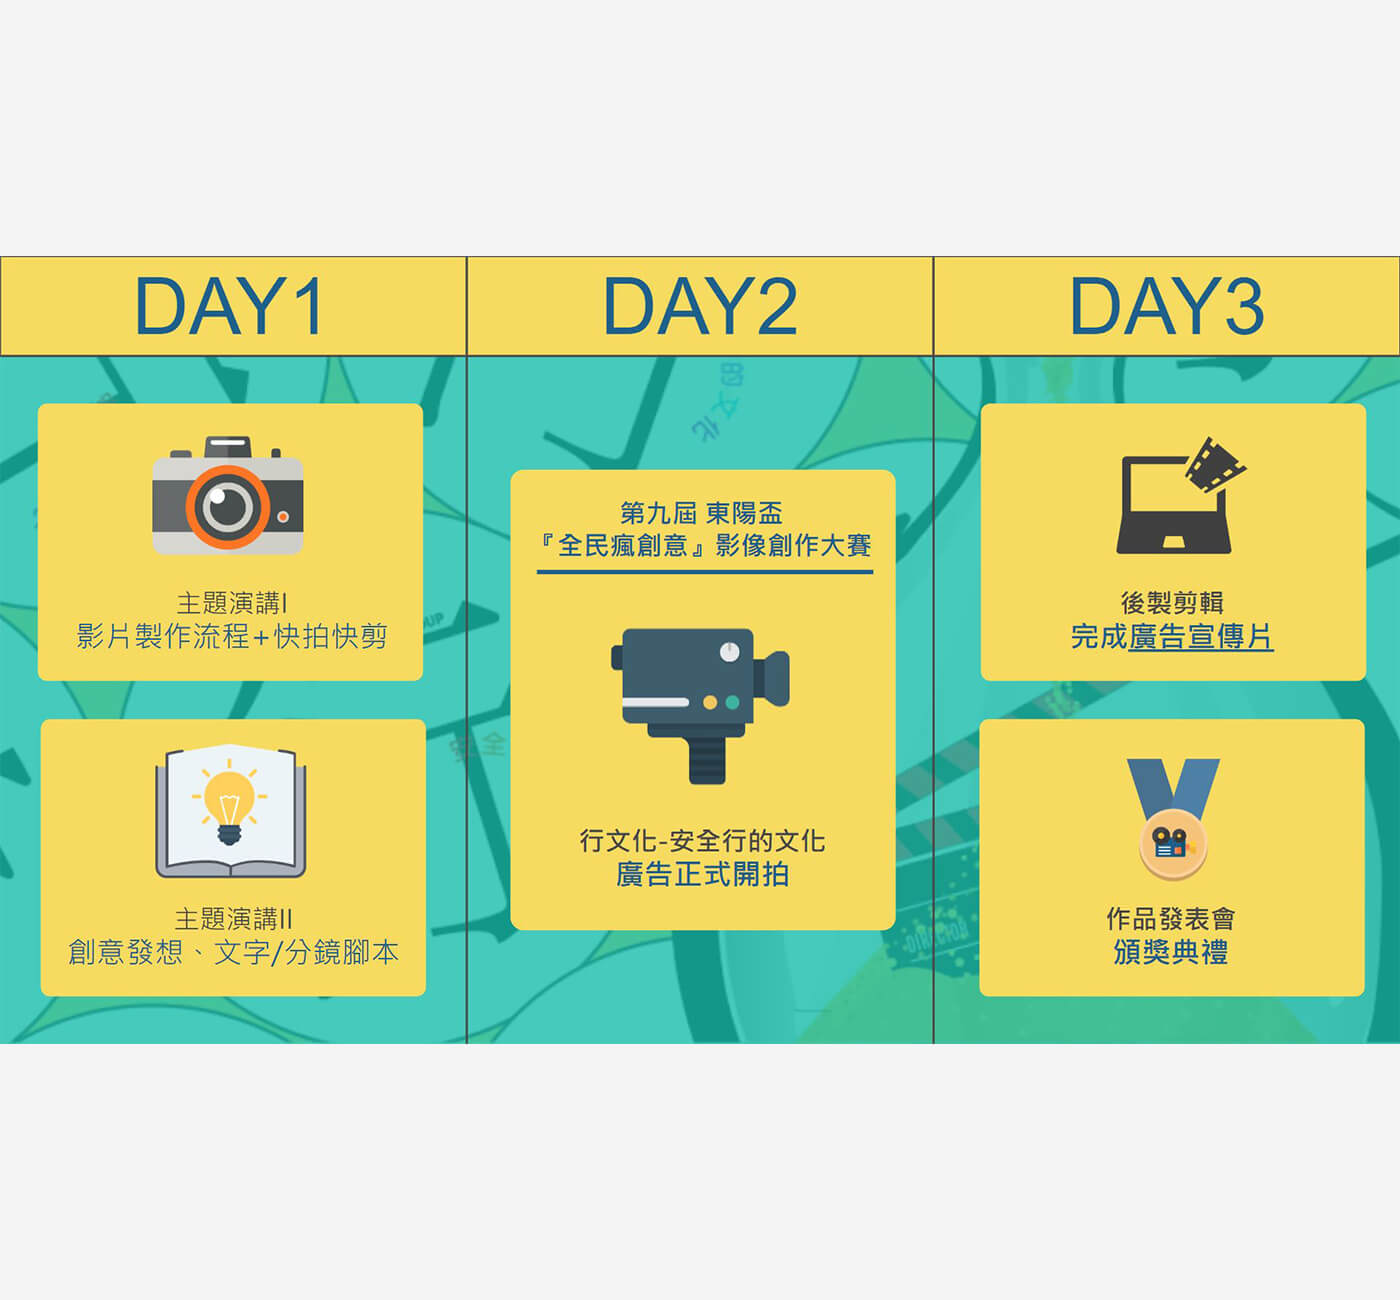 DAY1
DAY2
DAY3
主題演講I
影片製作流程+快拍快剪
主題演講II
創意發想、文字/分鏡腳本
的文化
第九屆 東陽盃
『全民瘋創意』影像創作大賽
行文化-安全行的文化
廣告正式開拍
後製剪輯
完成廣告宣傳片
作品發表會
頒獎典禮
DIRECTOR